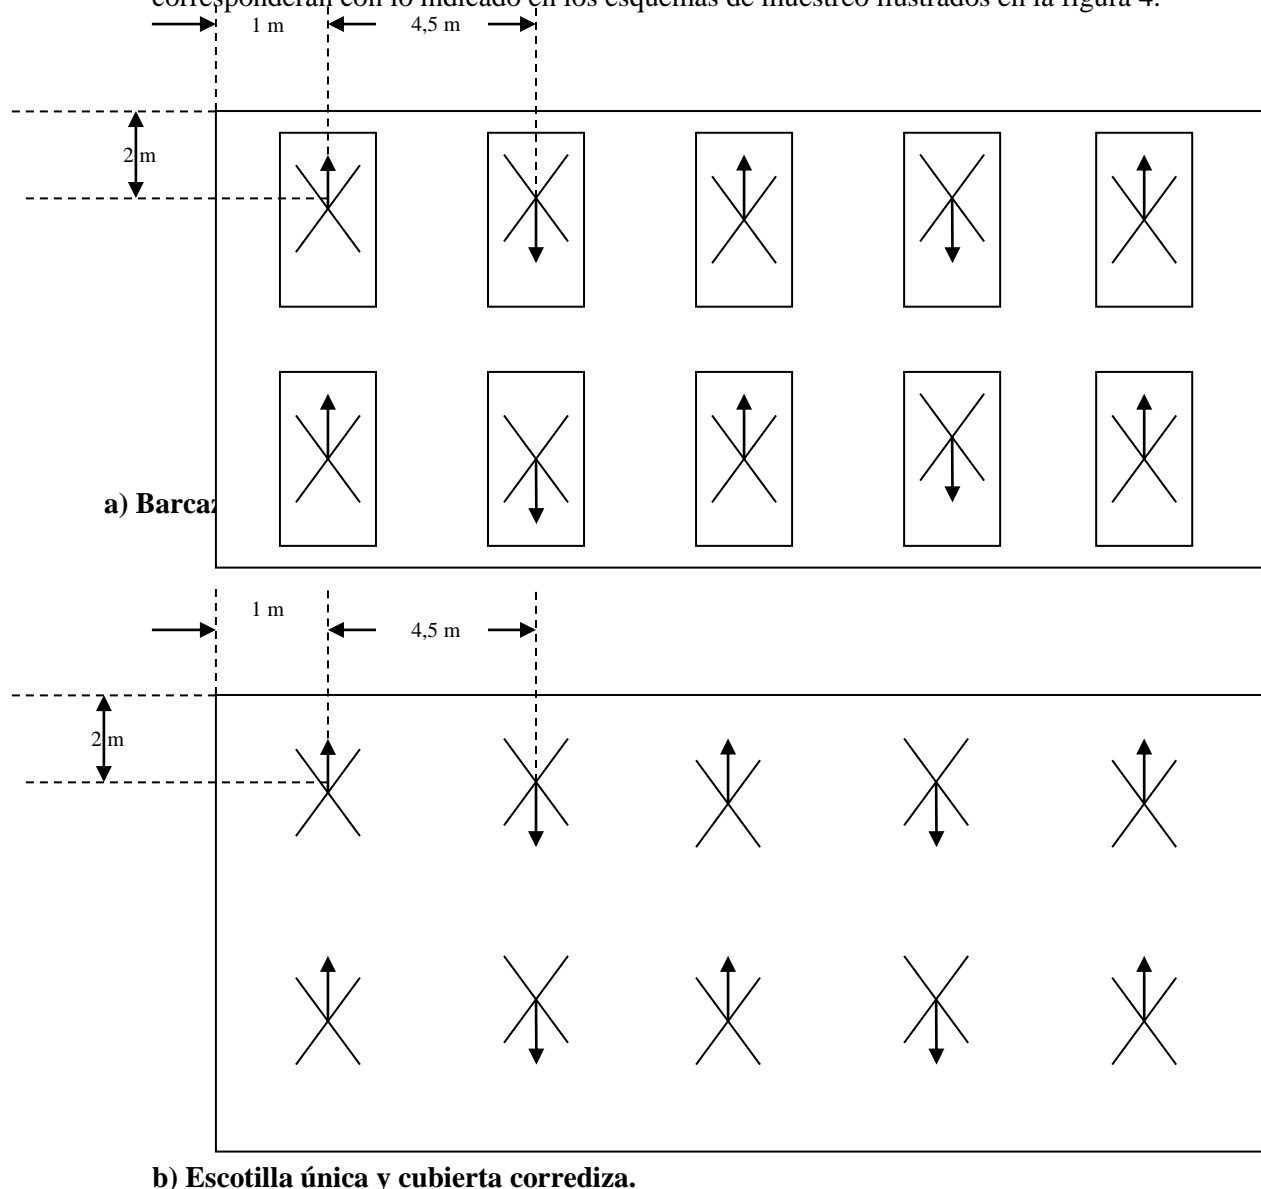 corresponderán con lo indicado en los esquemas de muestreo ilustrados en la figura 4.
1 m 4,5 m
2 m
a) Barcaz
1 m
4,5 m
2 m
b) Escotilla única y cubierta corrediza.